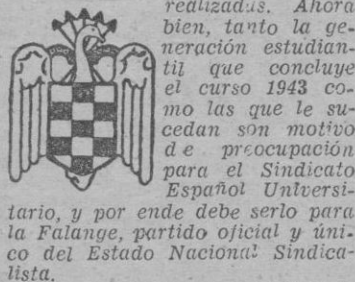 realizadas. Ahora
bien, tanto la ge-
neración estudian-
til que concluye
el curso 1943 co-
mo las que le su-
cedan son motivo
de preocupación
para el Sindicato
Español Universi-
tario, y por ende debe serlo para
la Falange, partido oficial y úni-
co del Estado Nacional Sindica-
lista.